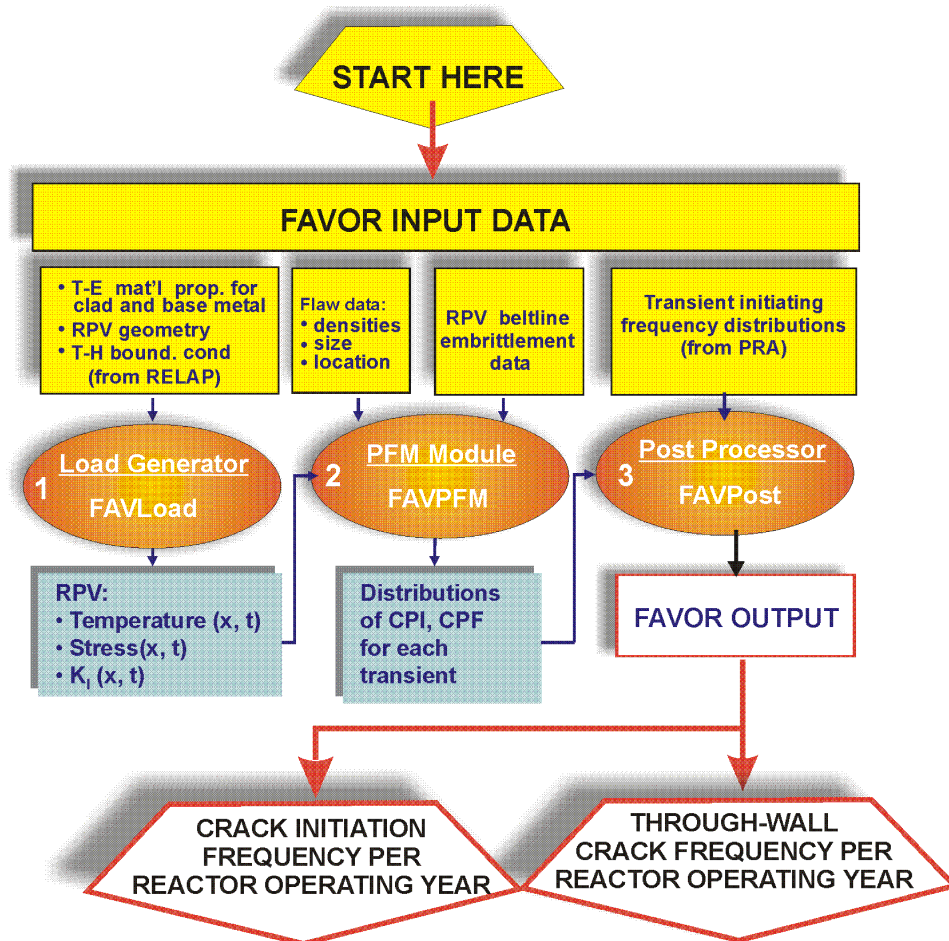 START HERE
FAVOR INPUT DATA
• T-E mat'l prop. for
clad and base metal
• RPV geometry
• T-H bound. cond
(from RELAP)
Flaw data:
• densities
• size
• location
RPV beltline
embrittlement
data
Transient initiating
frequency distributions
(from PRA)
1
Load Generator
FAVLoad
2
PFM Module
FAVPFM
3
Post Processor
FAVPost
RPV:
• Temperature (x, t)
• Stress(x, t)
• KI (x, t)
Distributions
of CPI, CPF
for each
transient
FAVOR OUTPUT
CRACK INITIATION
FREQUENCY PER
REACTOR OPERATING YEAR
THROUGH-WALL
CRACK FREQUENCY PER
REACTOR OPERATING YEAR